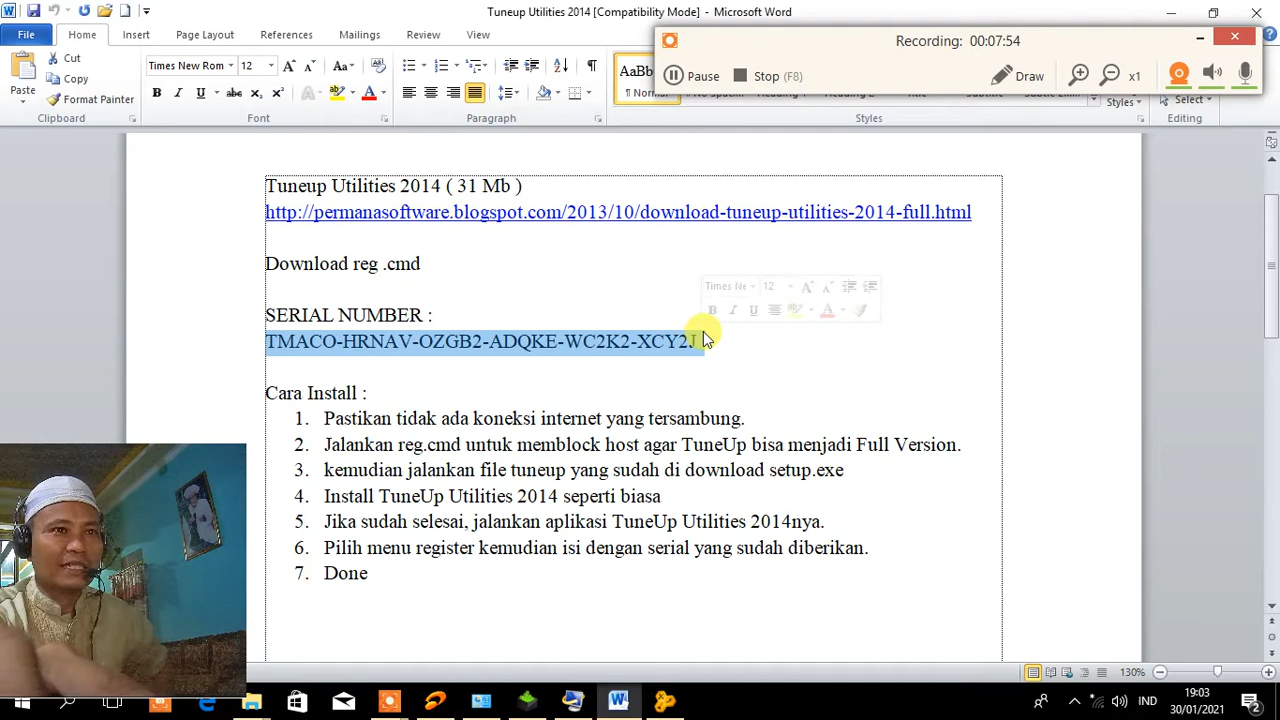 Tuneup Utilities 2014 [Compatibility Mode] - Microsoft Word
File Home Insert Page Layout References Mailings Review View
Recording: 00:07:54
Pause Stop (F8) Draw x1
Paste
Cut
Copy
Format Painter
Times New Rom 12
AaBb
¶ Normal
Styles
Select
Clipboard Font Paragraph Styles Editing
Tuneup Utilities 2014 ( 31 Mb )
http://permanasoftware.blogspot.com/2013/10/download-tuneup-utilities-2014-full.html
Download reg .cmd
Times Ne 12
SERIAL NUMBER :
TMACO-HRNAV-OZGB2-ADQKE-WC2K2-XCY2J
Cara Install :
1. Pastikan tidak ada koneksi internet yang tersambung.
2. Jalankan reg.cmd untuk memblock host agar TuneUp bisa menjadi Full Version.
3. kemudian jalankan file tuneup yang sudah di download setup.exe
4. Install TuneUp Utilities 2014 seperti biasa
5. Jika sudah selesai, jalankan aplikasi TuneUp Utilities 2014nya.
6. Pilih menu register kemudian isi dengan serial yang sudah diberikan.
7. Done
130%
IND
19:03
30/01/2021
2